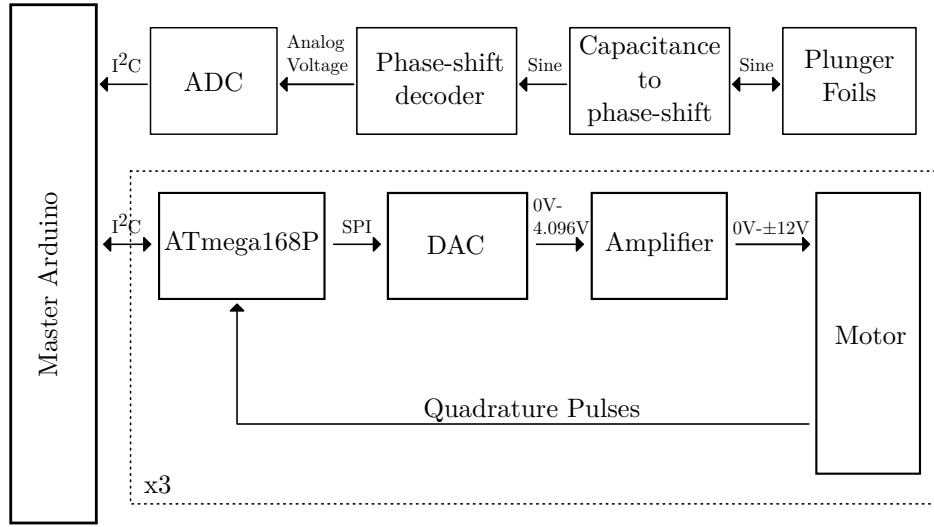 Master Arduino
I²C
ADC
Analog
Voltage
Phase-shift
decoder
Sine
Capacitance
to
phase-shift
Sine
Plunger
Foils
I²C
ATmega168P
SPI
DAC
0V-
4.096V
Amplifier
0V-±12V
Motor
Quadrature Pulses
x3